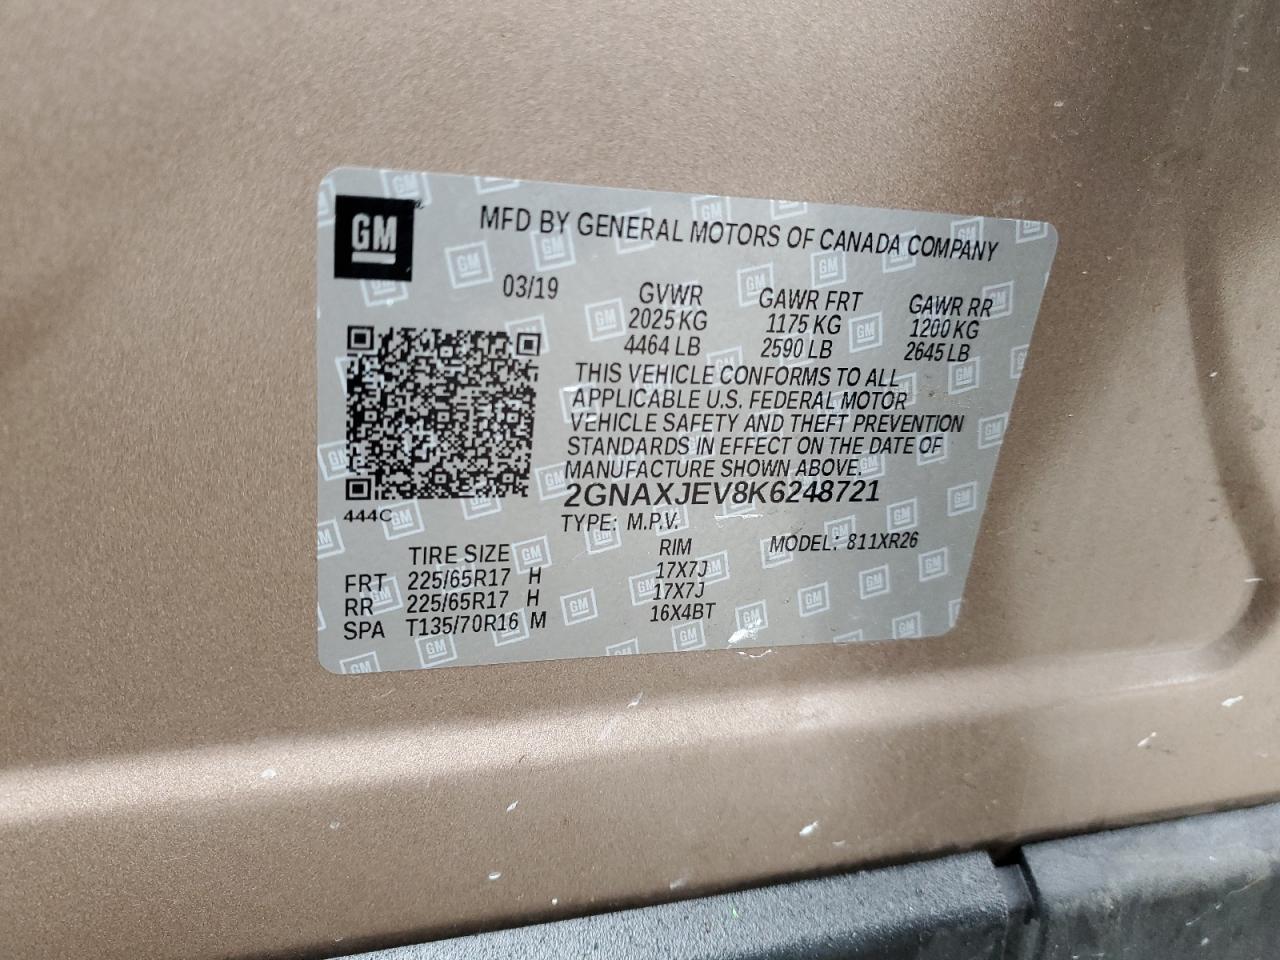 GM
MFD BY GENERAL MOTORS OF CANADA COMPANY
03/19 GVWR GAWR FRT GAWR RR
2025 KG 1175 KG 1200 KG
4464 LB 2590 LB 2645 LB
THIS VEHICLE CONFORMS TO ALL
APPLICABLE U.S. FEDERAL MOTOR
VEHICLE SAFETY AND THEFT PREVENTION
STANDARDS IN EFFECT ON THE DATE OF
MANUFACTURE SHOWN ABOVE.
2GNAXJEV8K6248721
444C
TYPE: M.P.V. MODEL: 811XR26
TIRE SIZE RIM
FRT 225/65R17 H 17X7J
RR 225/65R17 H 17X7J
SPA T135/70R16 M 16X4BT